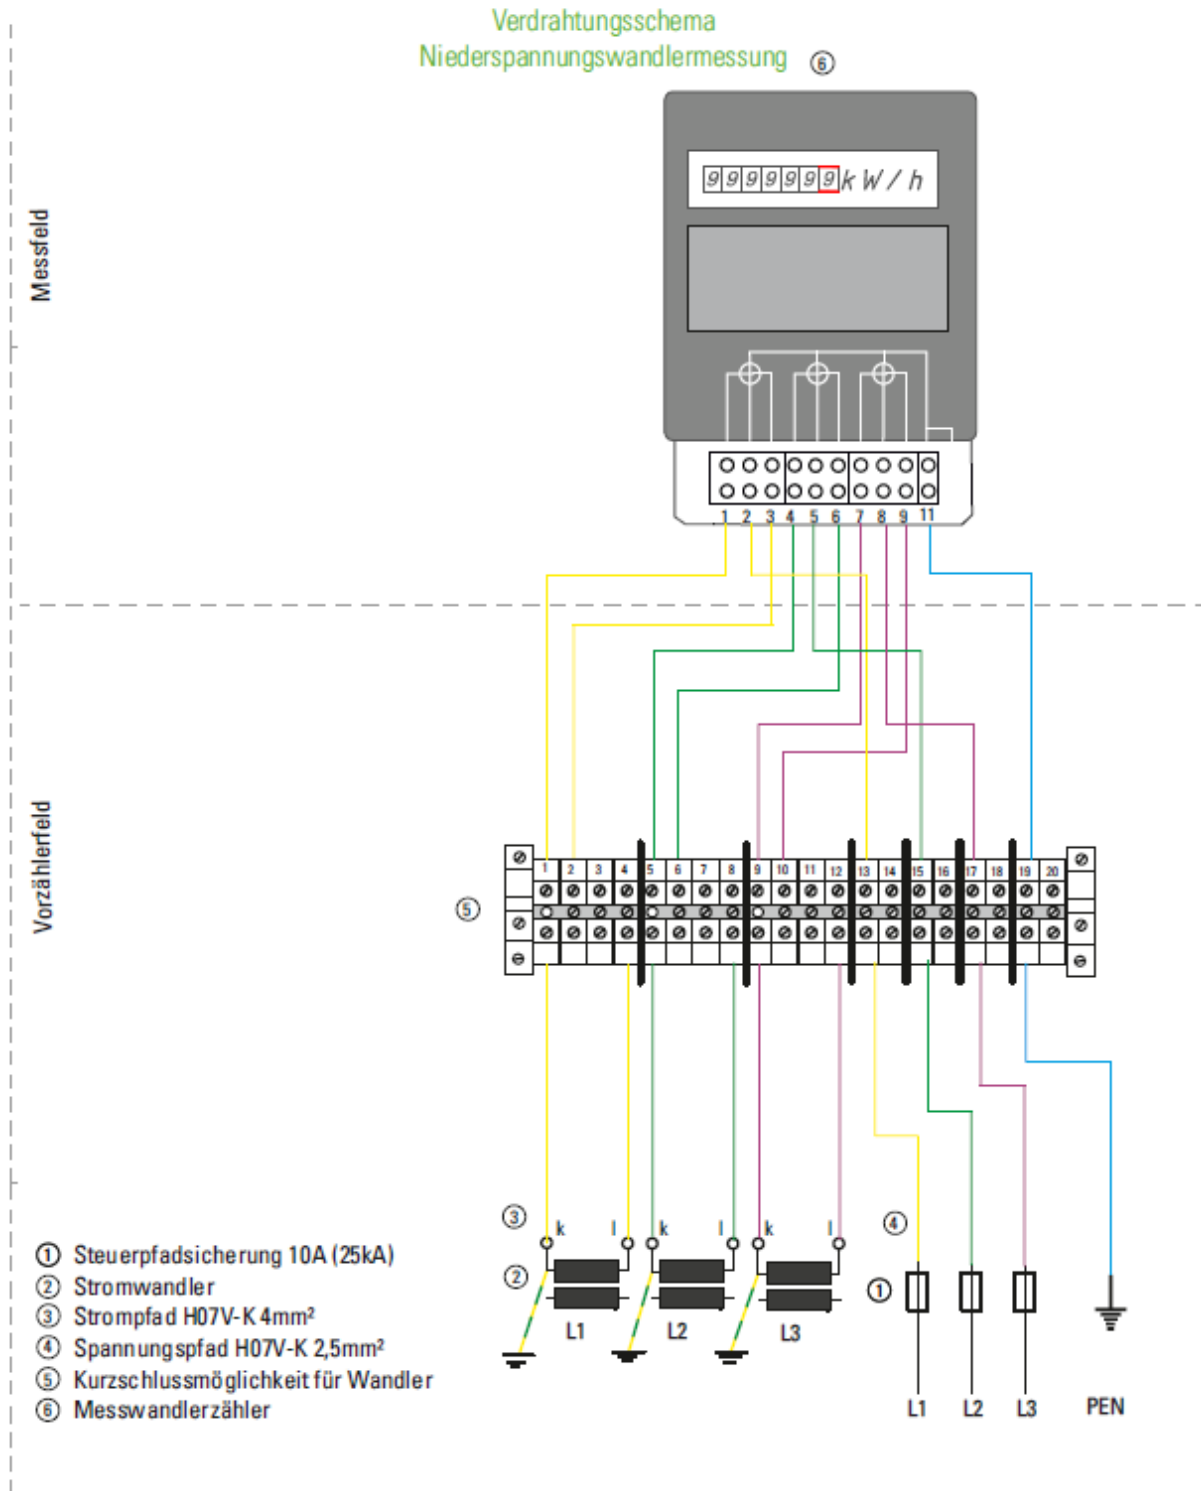 Verdrahtungsschema
Niederspannungswandlermessung ⑥
9999999 kW/h
Messfeld
1 2 3 4 5 6 7 8 9 11
Vorzählerfeld
1 2 3 4 5 6 7 8 9 10 11 12 13 14 15 16 17 18 19 20
⑤
③ k l k l k l ④
② ①
L1 L2 L3
L1 L2 L3 PEN
① Steuerpfadsicherung 10A (25kA)
② Stromwandler
③ Strompfad H07V-K 4mm²
④ Spannungspfad H07V-K 2,5mm²
⑤ Kurzschlussmöglichkeit für Wandler
⑥ Messwandlerzähler